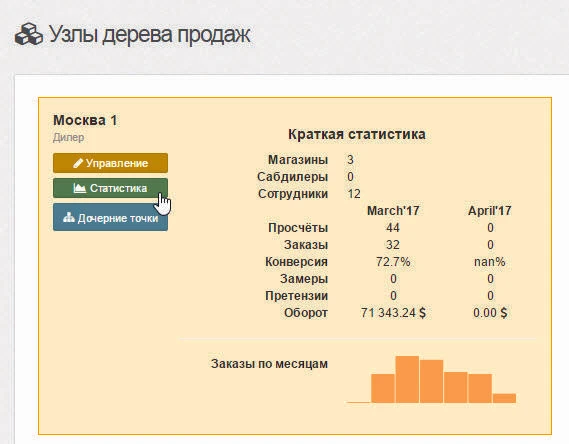 Узлы дерева продаж
Москва 1
Дилер
Управление
Статистика
Дочерние точки
Краткая статистика
Магазины 3
Сабдилеры 0
Сотрудники 12
March'17 April'17
Просчёты 44 0
Заказы 32 0
Конверсия 72.7% nan%
Замеры 0 0
Претензии 0 0
Оборот 71 343.24 $ 0.00 $
Заказы по месяцам